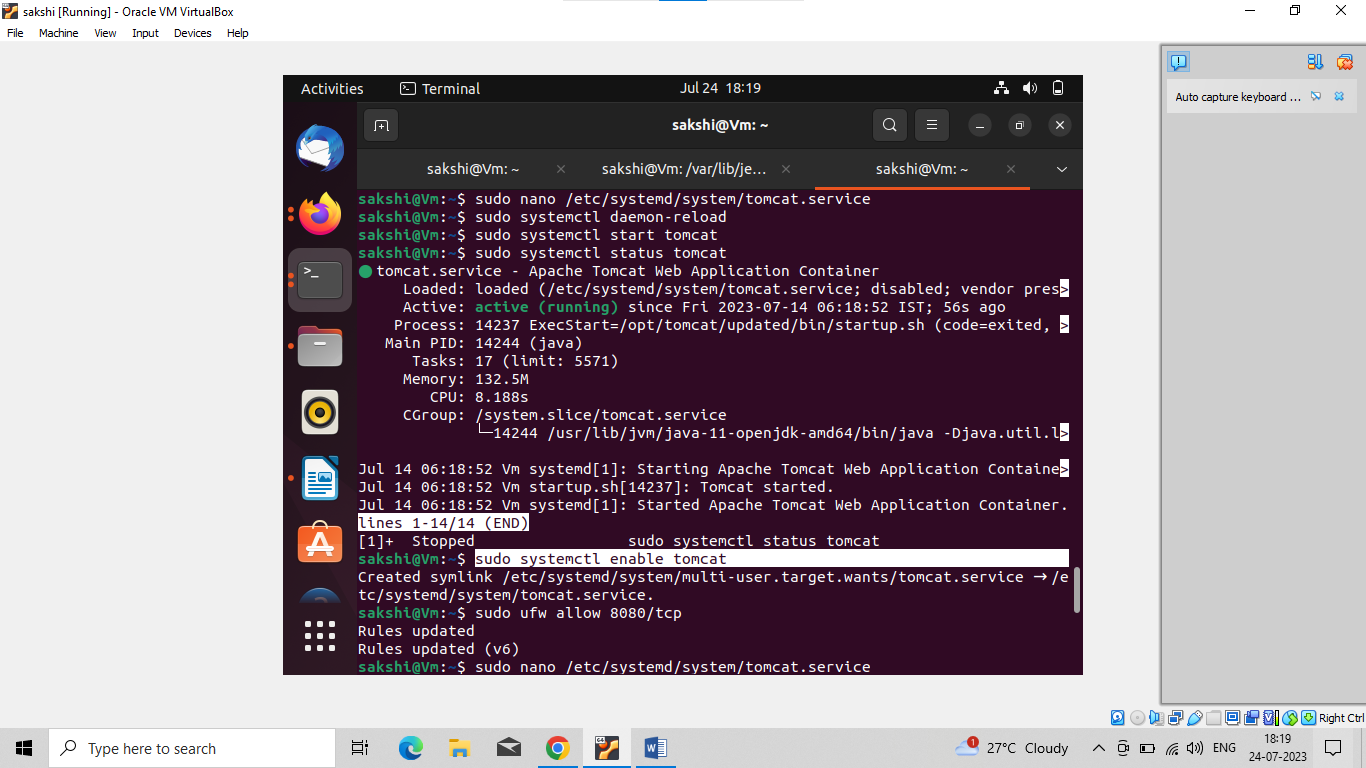 sakshi [Running] - Oracle VM VirtualBox
File Machine View Input Devices Help
Auto capture keyboard ...
Activities Terminal Jul 24 18:19
sakshi@Vm: ~
sakshi@Vm: ~ sakshi@Vm: /var/lib/je... sakshi@Vm: ~
sakshi@Vm:~$ sudo nano /etc/systemd/system/tomcat.service
sakshi@Vm:~$ sudo systemctl daemon-reload
sakshi@Vm:~$ sudo systemctl start tomcat
sakshi@Vm:~$ sudo systemctl status tomcat
tomcat.service - Apache Tomcat Web Application Container
Loaded: loaded (/etc/systemd/system/tomcat.service; disabled; vendor pres>
Active: active (running) since Fri 2023-07-14 06:18:52 IST; 56s ago
Process: 14237 ExecStart=/opt/tomcat/updated/bin/startup.sh (code=exited, >
Main PID: 14244 (java)
Tasks: 17 (limit: 5571)
Memory: 132.5M
CPU: 8.188s
CGroup: /system.slice/tomcat.service
└─14244 /usr/lib/jvm/java-11-openjdk-amd64/bin/java -Djava.util.l>
Jul 14 06:18:52 Vm systemd[1]: Starting Apache Tomcat Web Application Containe>
Jul 14 06:18:52 Vm startup.sh[14237]: Tomcat started.
Jul 14 06:18:52 Vm systemd[1]: Started Apache Tomcat Web Application Container.
lines 1-14/14 (END)
[1]+ Stopped sudo systemctl status tomcat
sakshi@Vm:~$ sudo systemctl enable tomcat
Created symlink /etc/systemd/system/multi-user.target.wants/tomcat.service → /e
tc/systemd/system/tomcat.service.
sakshi@Vm:~$ sudo ufw allow 8080/tcp
Rules updated
Rules updated (v6)
sakshi@Vm:~$ sudo nano /etc/systemd/system/tomcat.service
Right Ctrl
Type here to search
1
27°C Cloudy
ENG
18:19
24-07-2023